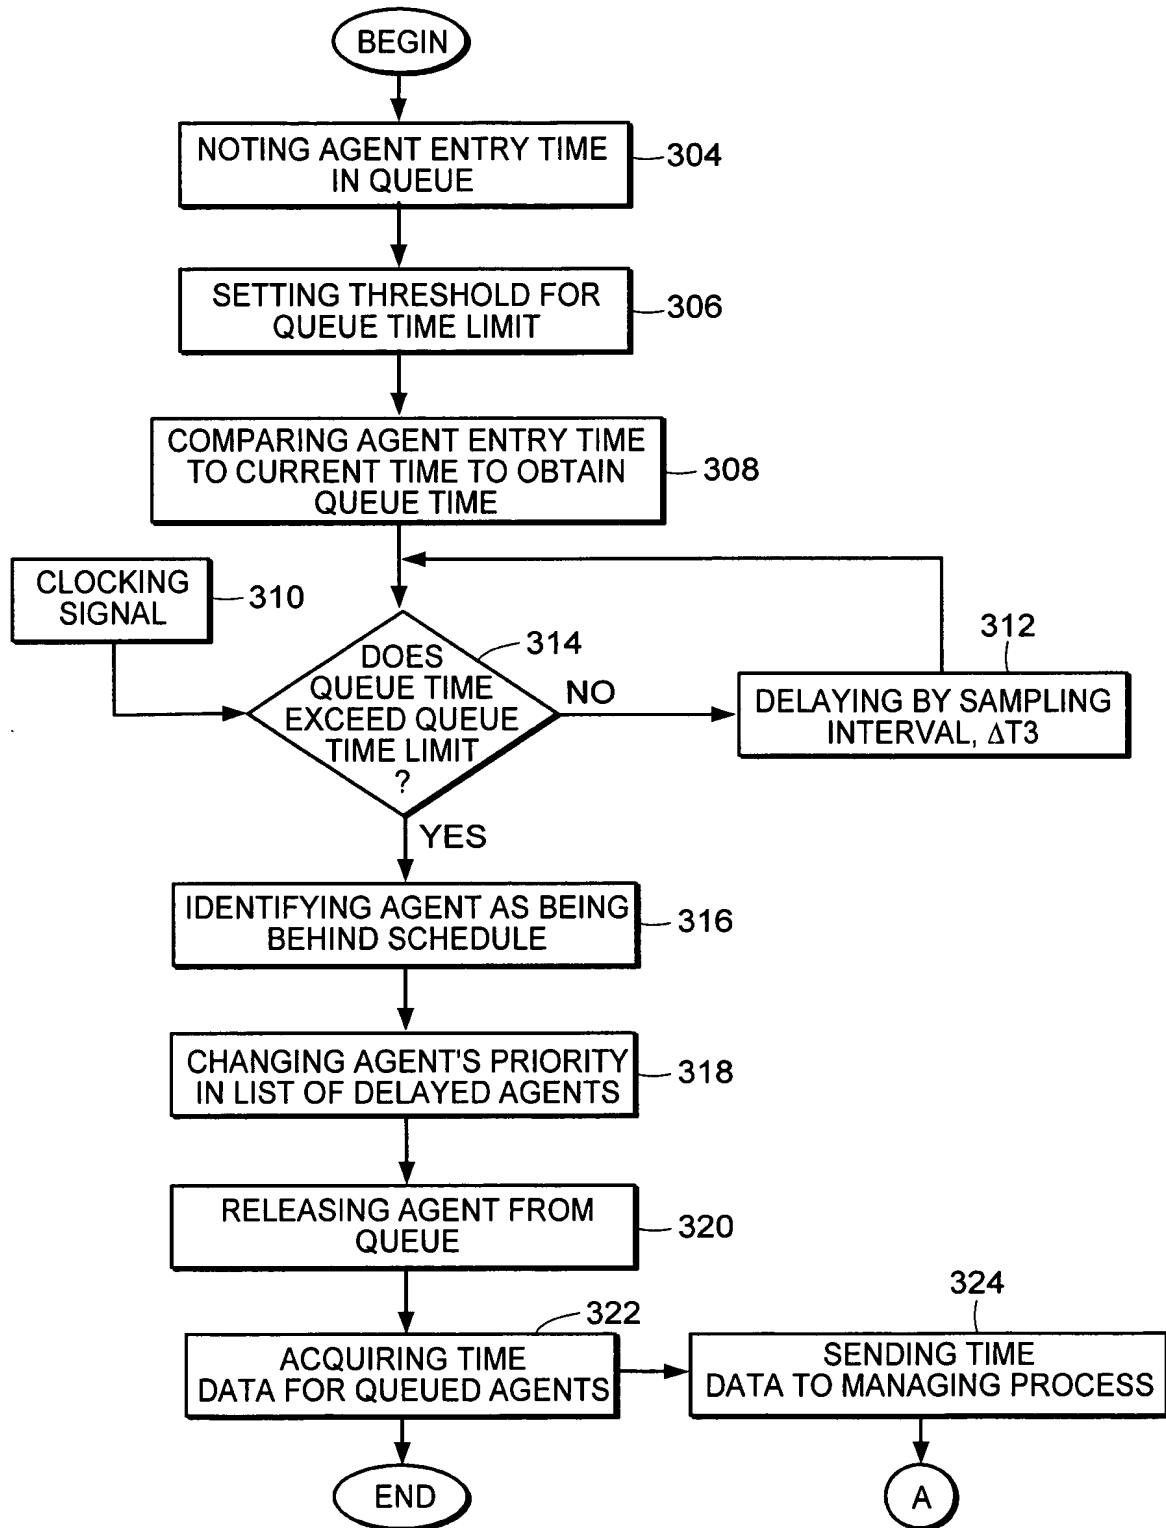 BEGIN
NOTING AGENT ENTRY TIME
IN QUEUE
304
SETTING THRESHOLD FOR
QUEUE TIME LIMIT
306
COMPARING AGENT ENTRY TIME
TO CURRENT TIME TO OBTAIN
QUEUE TIME
308
CLOCKING
SIGNAL
310
DOES
QUEUE TIME
EXCEED QUEUE
TIME LIMIT
?
314
NO
312
DELAYING BY SAMPLING
INTERVAL, ΔT3
YES
IDENTIFYING AGENT AS BEING
BEHIND SCHEDULE
316
CHANGING AGENT'S PRIORITY
IN LIST OF DELAYED AGENTS
318
RELEASING AGENT FROM
QUEUE
320
322
ACQUIRING TIME
DATA FOR QUEUED AGENTS
324
SENDING TIME
DATA TO MANAGING PROCESS
END
A